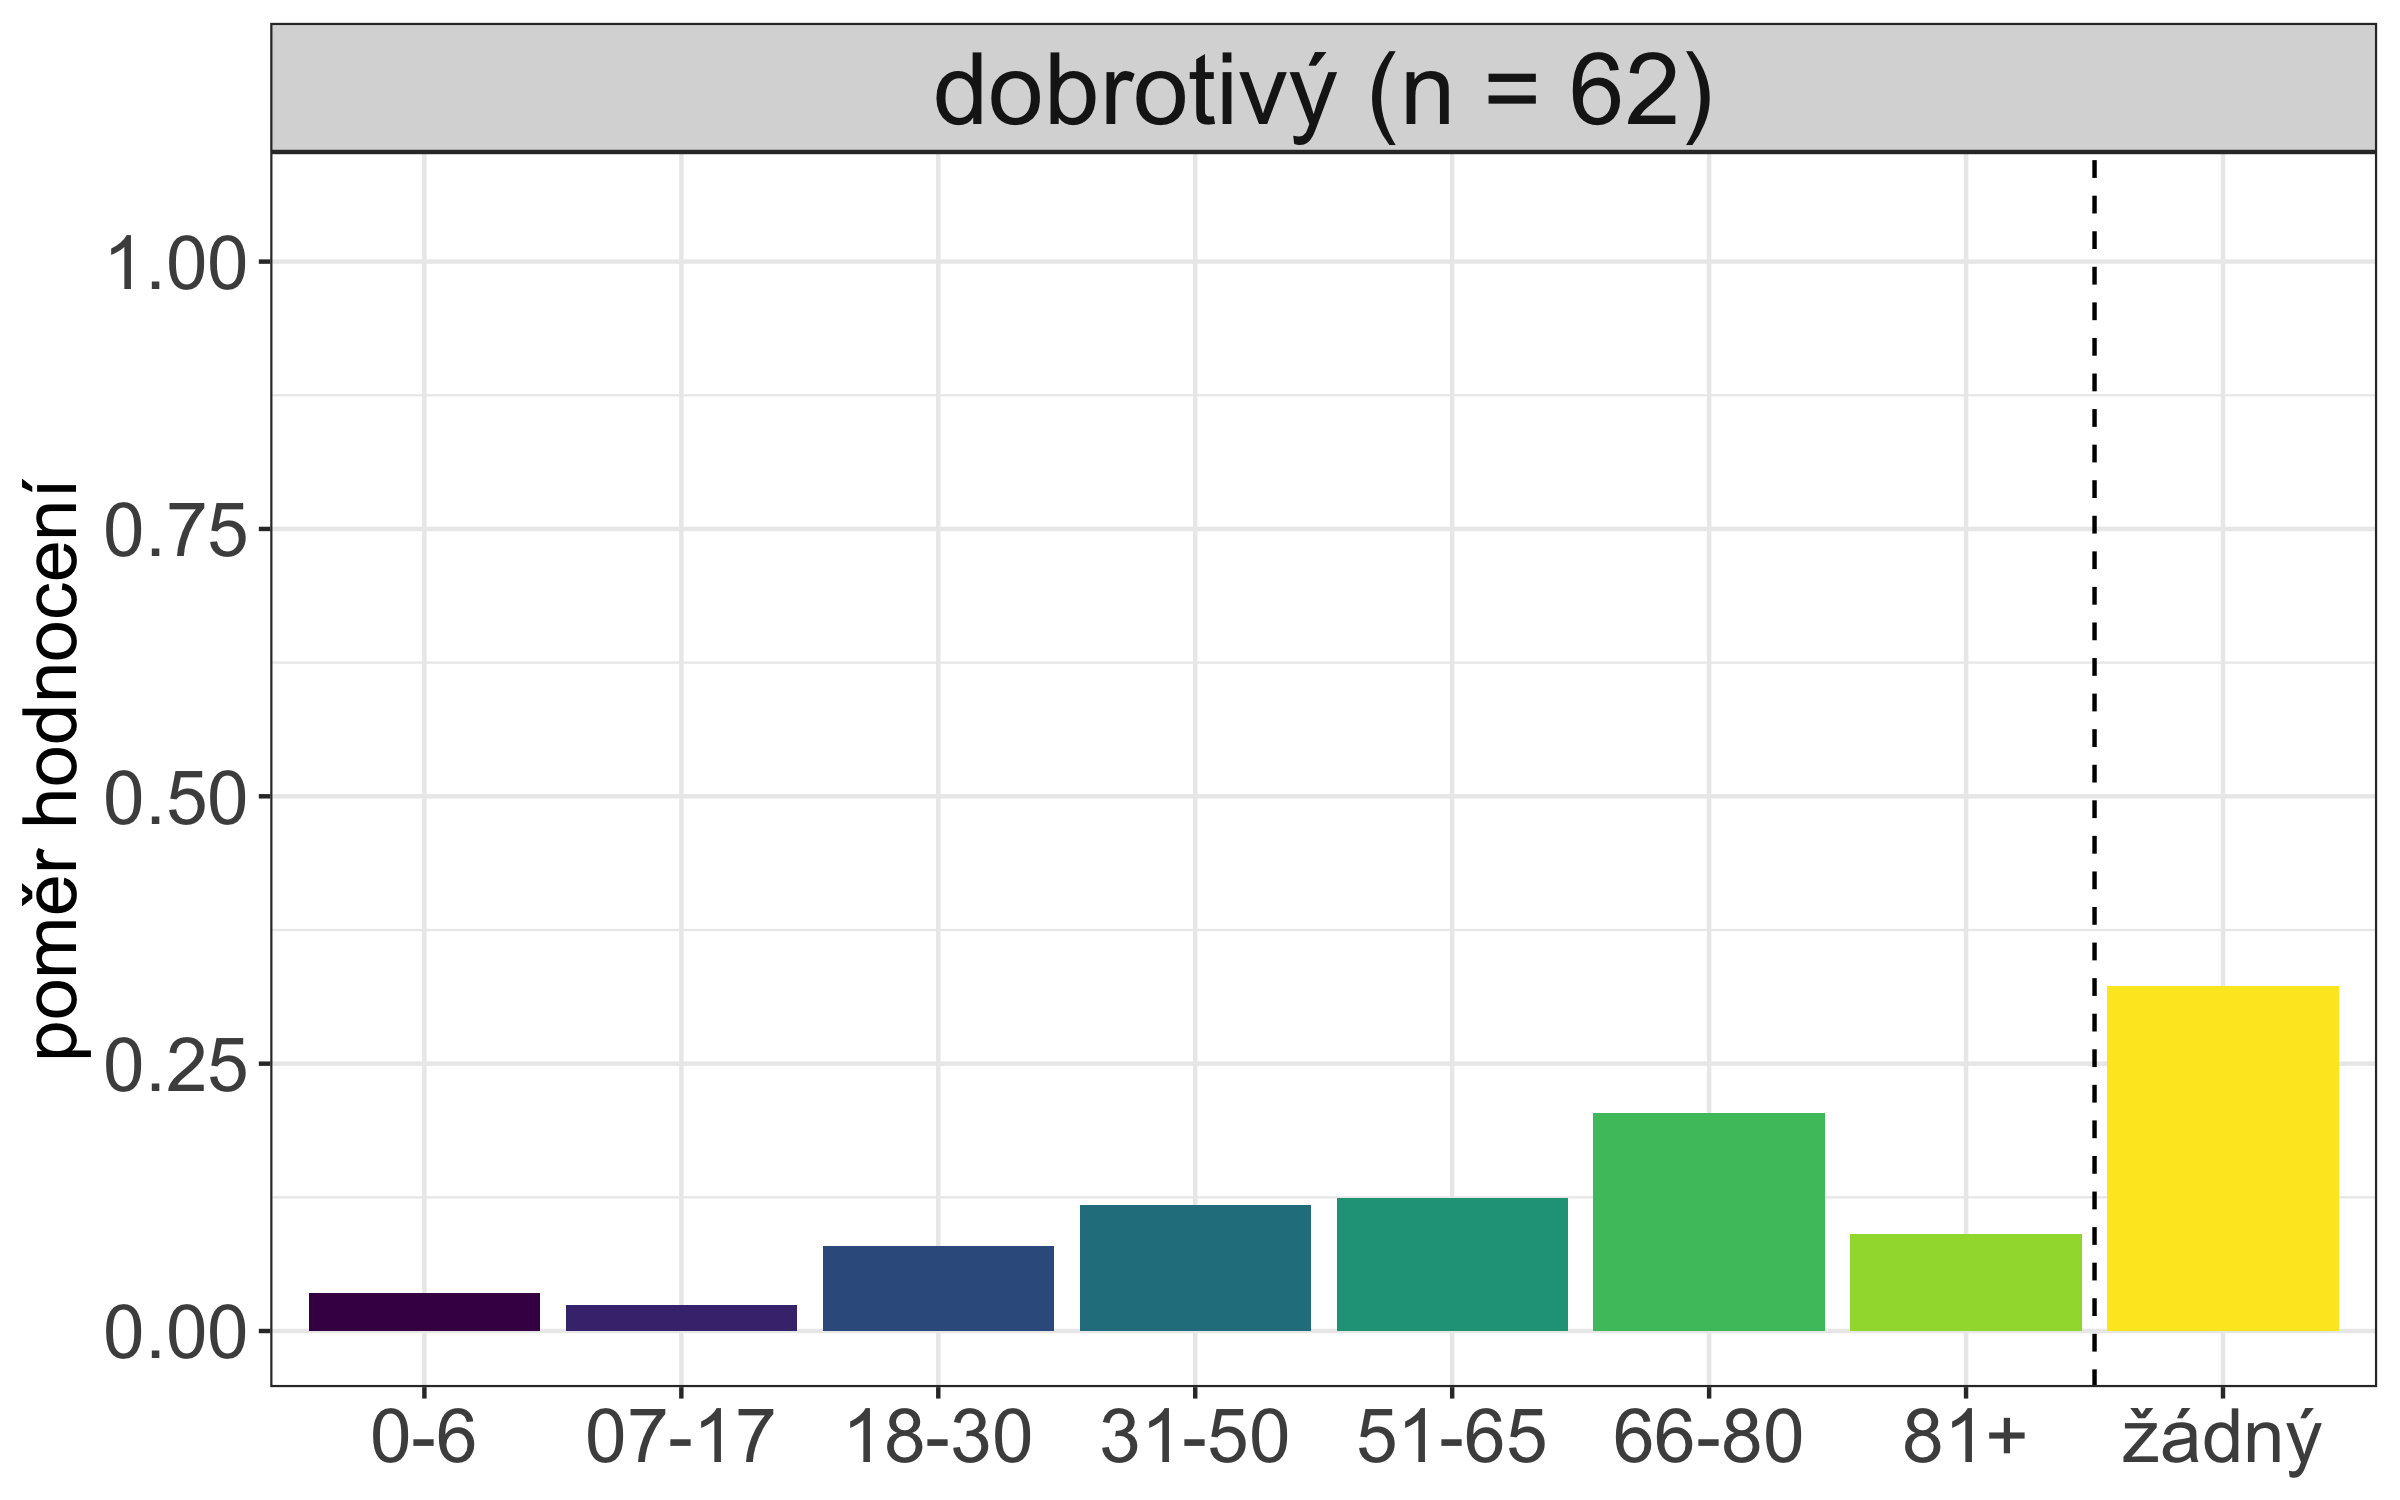 dobrotivý (n = 62)
poměr hodnocení
1.00
0.75
0.50
0.25
0.00
0-6 07-17 18-30 31-50 51-65 66-80 81+ žádný